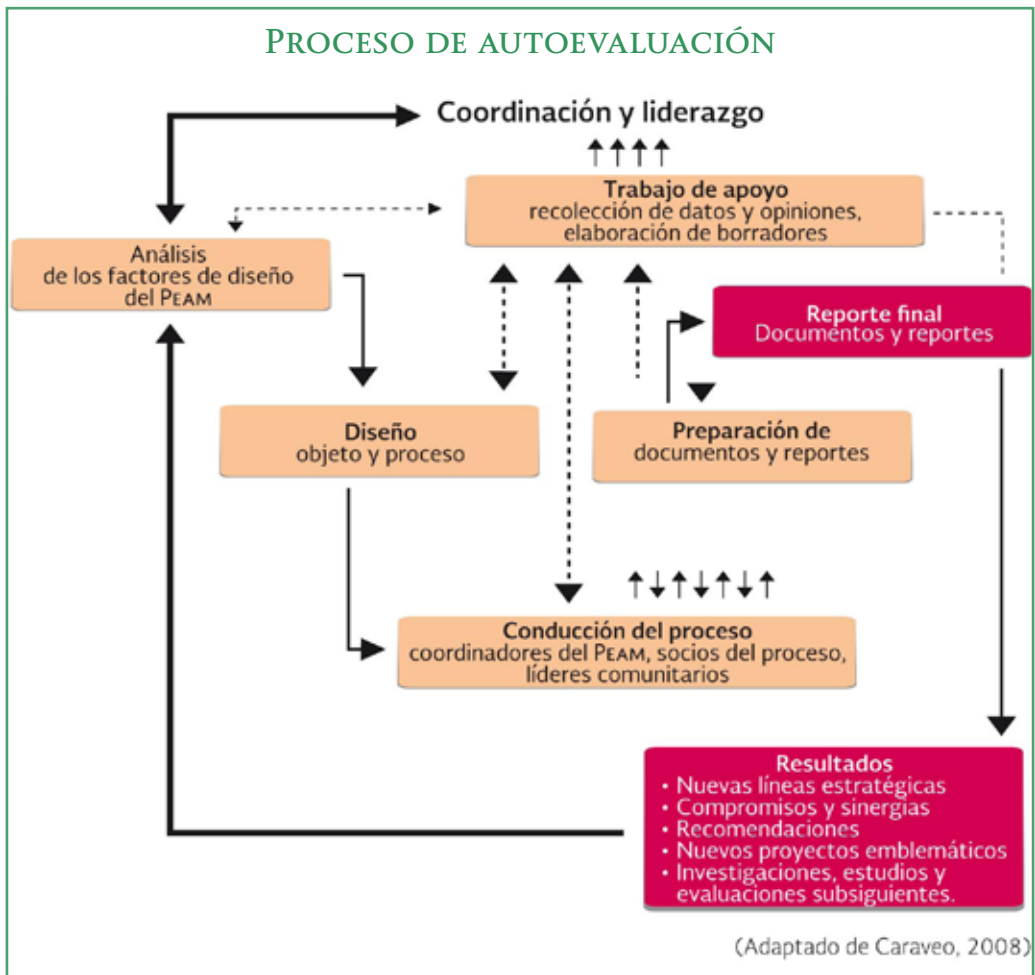 PROCESO DE AUTOEVALUACIÓN
Coordinación y liderazgo
Trabajo de apoyo
recolección de datos y opiniones,
elaboración de borradores
Análisis
de los factores de diseño
del PEAM
Reporte final
Documentos y reportes
Diseño
objeto y proceso
Preparación de
documentos y reportes
Conducción del proceso
coordinadores del PEAM, socios del proceso,
líderes comunitarios
Resultados
• Nuevas líneas estratégicas
• Compromisos y sinergías
• Recomendaciones
• Nuevos proyectos emblemáticos
• Investigaciones, estudios y
evaluaciones subsiguientes.
(Adaptado de Caraveo, 2008)